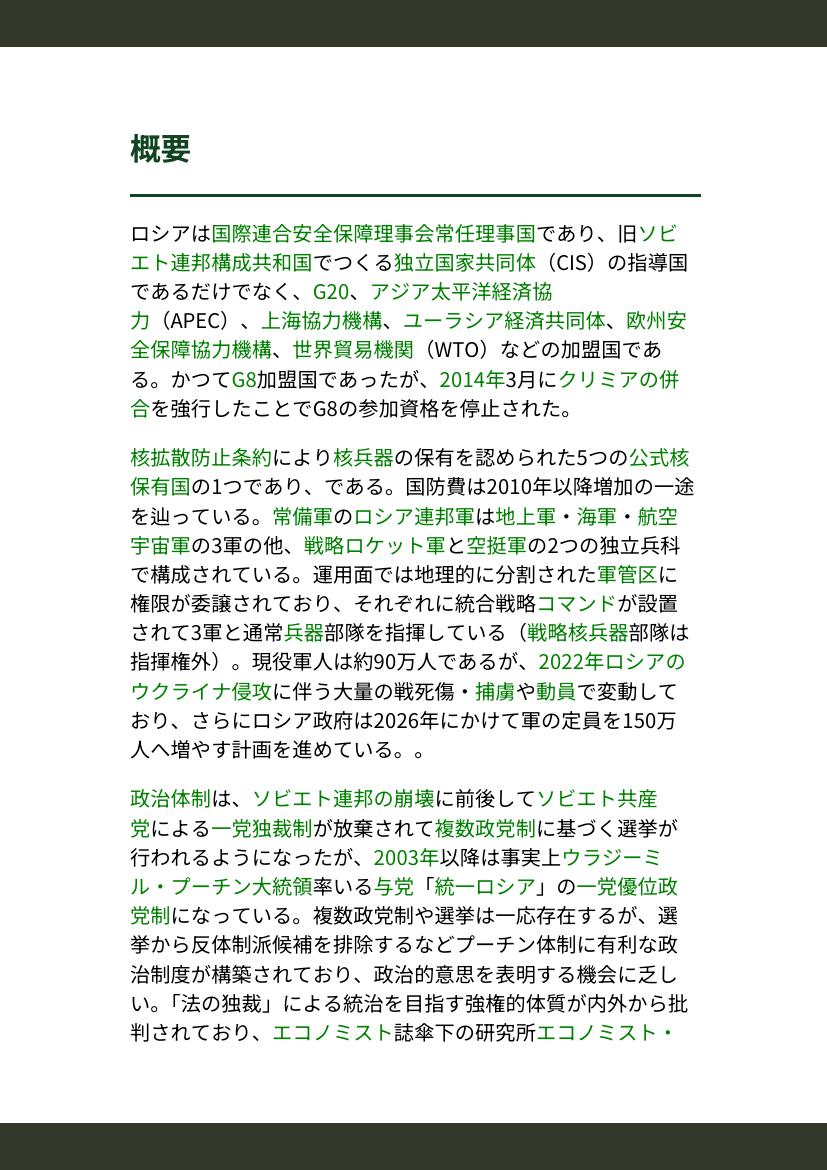 概要
ロシアは国際連合安全保障理事会常任理事国であり、旧ソビ
エト連邦構成共和国でつくる独立国家共同体（CIS）の指導国
であるだけでなく、G20、アジア太平洋経済協
力（APEC）、上海協力機構、ユーラシア経済共同体、欧州安
全保障協力機構、世界貿易機関（WTO）などの加盟国であ
る。かつてG8加盟国であったが、2014年3月にクリミアの併
合を強行したことでG8の参加資格を停止された。
核拡散防止条約により核兵器の保有を認められた5つの公式核
保有国の1つであり、である。国防費は2010年以降増加の一途
を辿っている。常備軍のロシア連邦軍は地上軍・海軍・航空
宇宙軍の3軍の他、戦略ロケット軍と空挺軍の2つの独立兵科
で構成されている。運用面では地理的に分割された軍管区に
権限が委譲されており、それぞれに統合戦略コマンドが設置
されて3軍と通常兵器部隊を指揮している（戦略核兵器部隊は
指揮権外）。現役軍人は約90万人であるが、2022年ロシアの
ウクライナ侵攻に伴う大量の戦死傷・捕虜や動員で変動して
おり、さらにロシア政府は2026年にかけて軍の定員を150万
人へ増やす計画を進めている。。
政治体制は、ソビエト連邦の崩壊に前後してソビエト共産
党による一党独裁制が放棄されて複数政党制に基づく選挙が
行われるようになったが、2003年以降は事実上ウラジーミ
ル・プーチン大統領率いる与党「統一ロシア」の一党優位政
党制になっている。複数政党制や選挙は一応存在するが、選
挙から反体制派候補を排除するなどプーチン体制に有利な政
治制度が構築されており、政治的意思を表明する機会に乏し
い。「法の独裁」による統治を目指す強権的体質が内外から批
判されており、エコノミスト誌傘下の研究所エコノミスト・